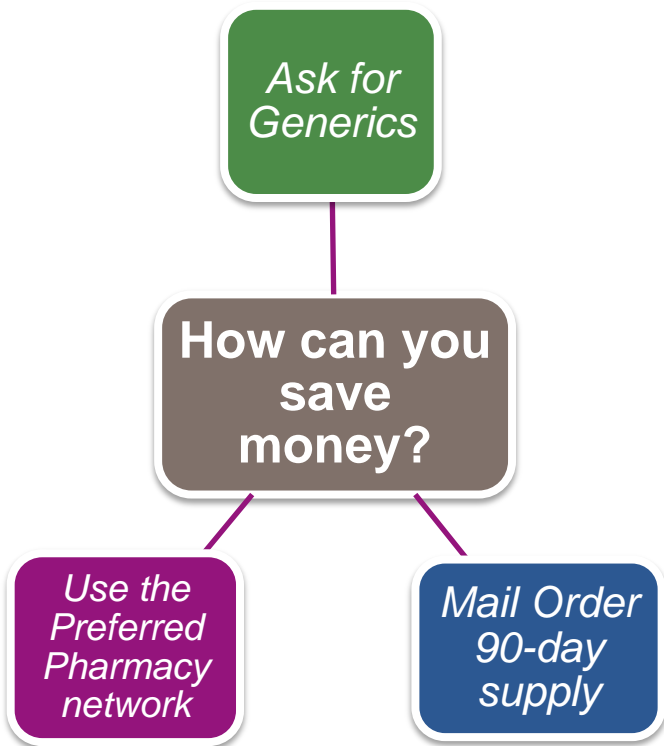 Ask for
Generics
How can you
save
money?
Use the
Preferred
Pharmacy
network
Mail Order
90-day
supply